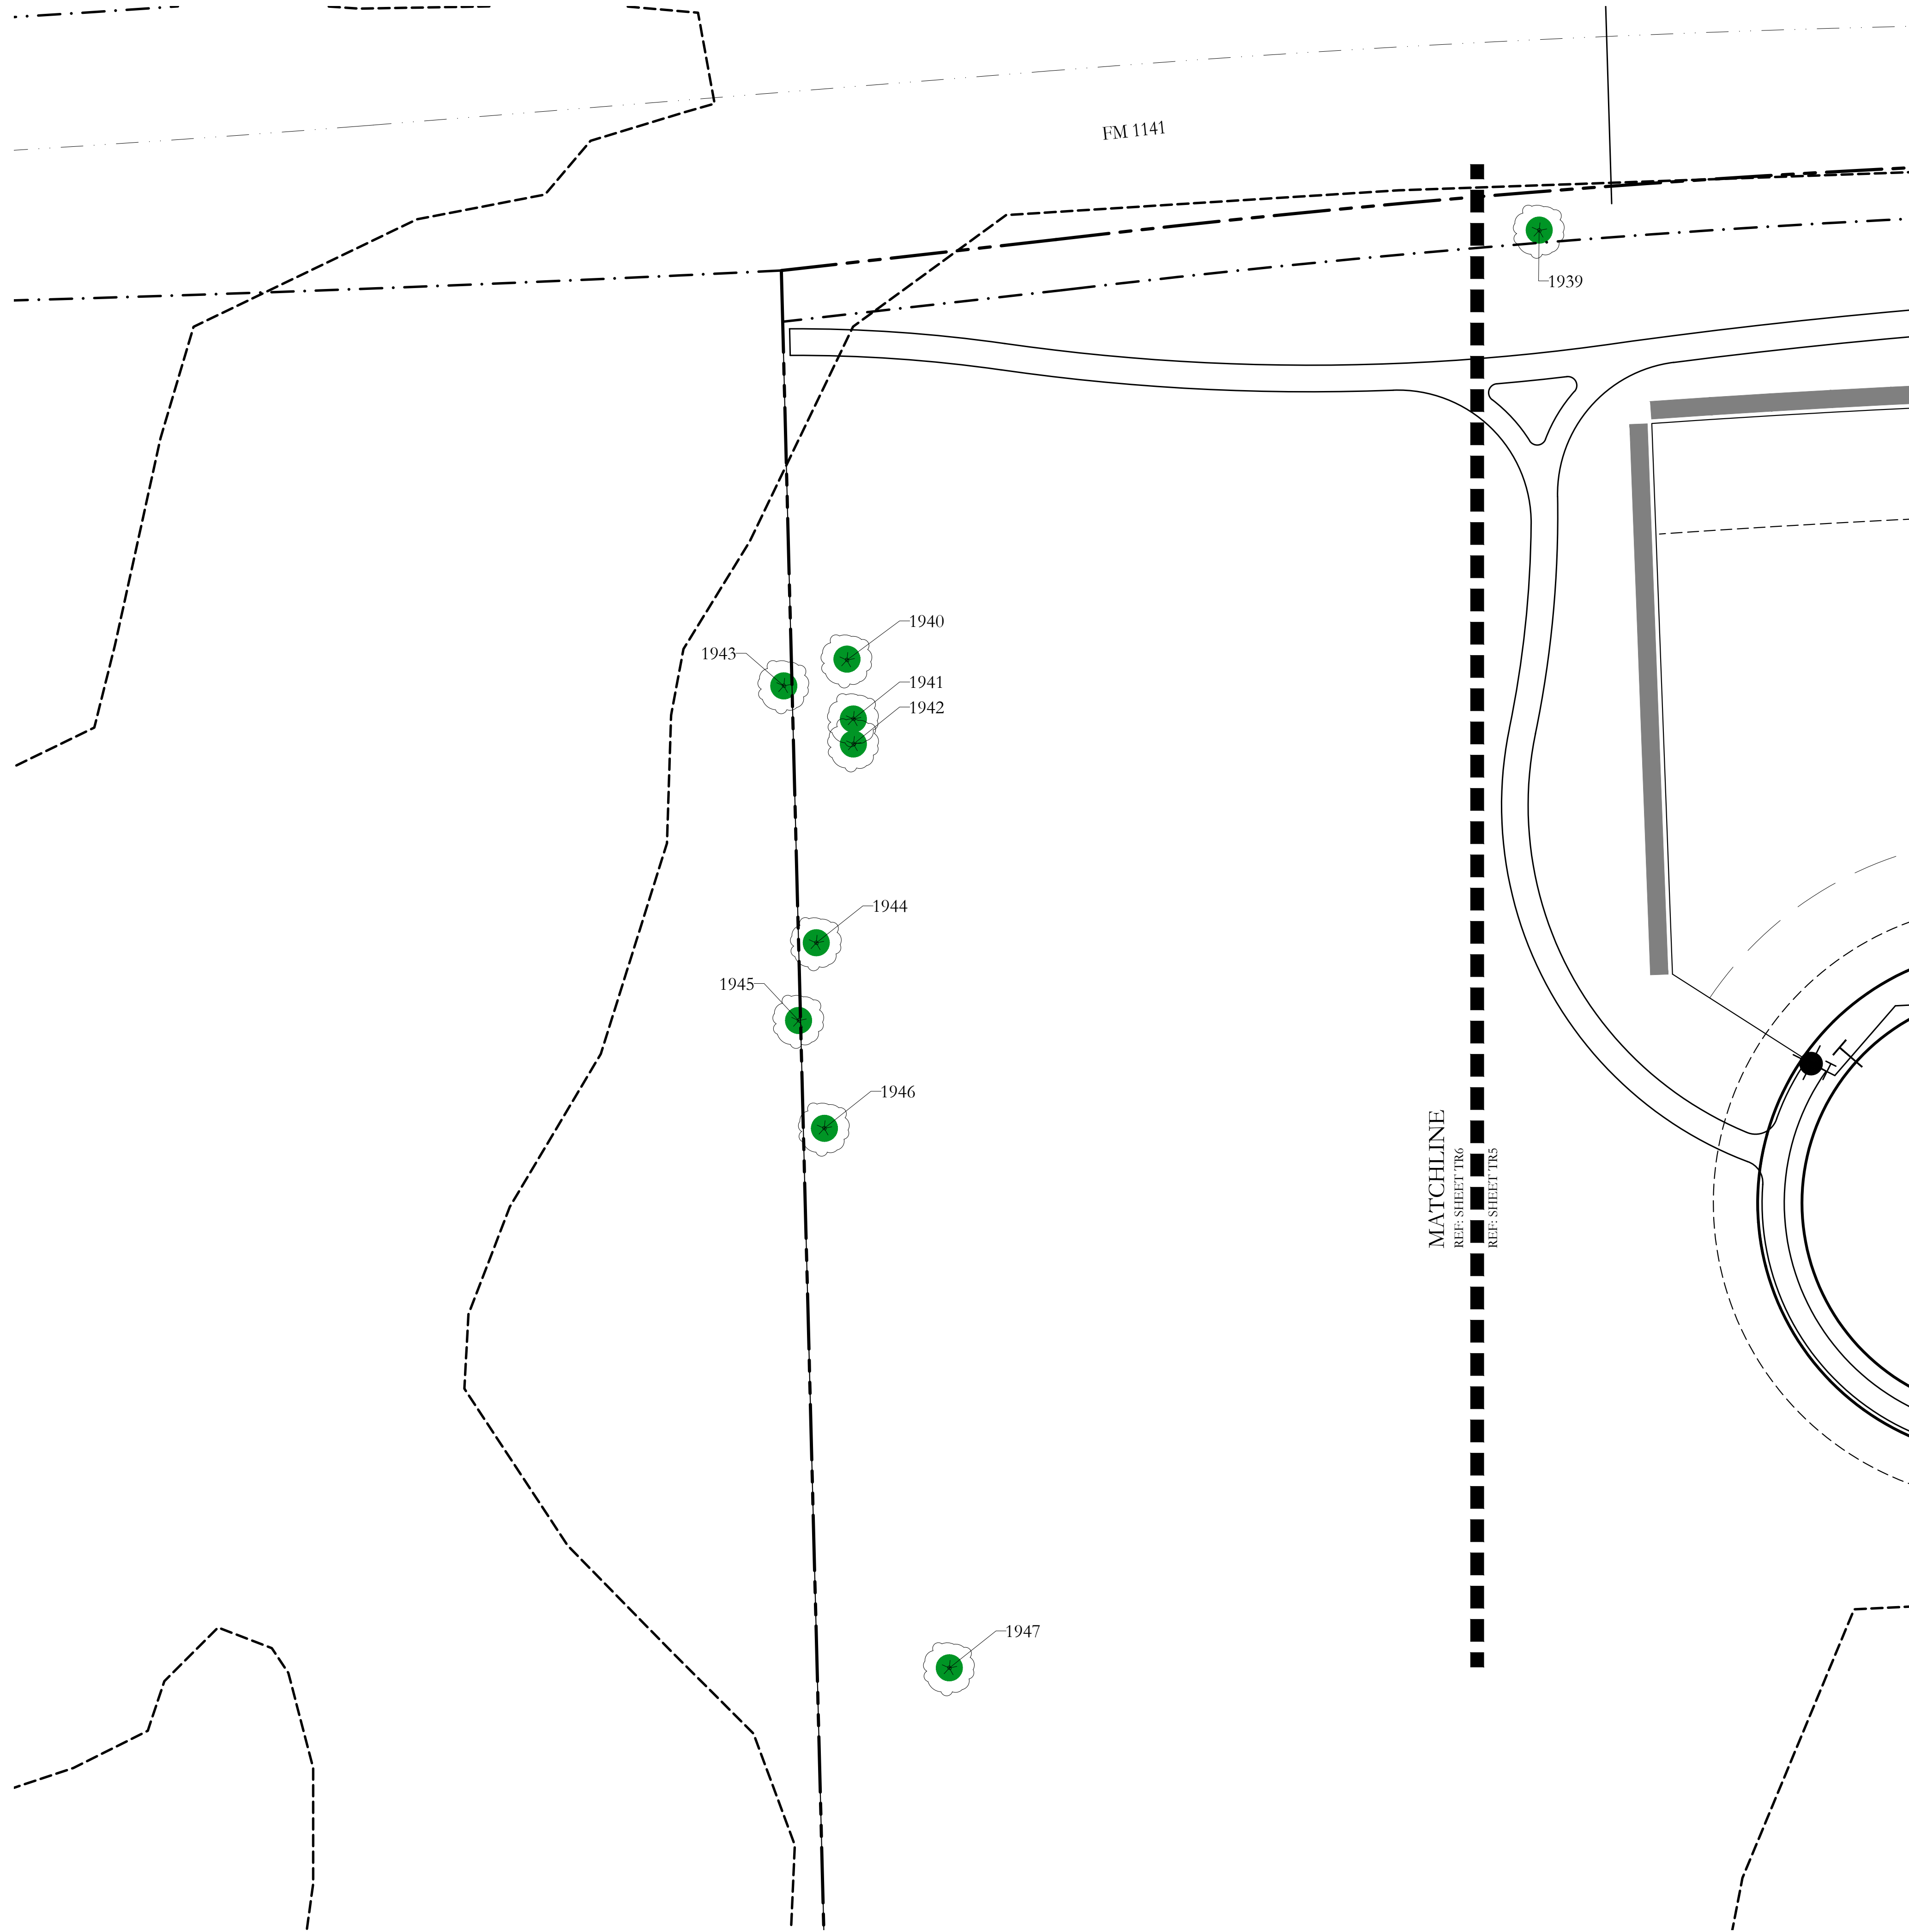 FM 1141
1939
1940
1943
1941
1942
1944
1945
1946
MATCHLINE
REF: SHEET TR6
REF: SHEET TR5
1947